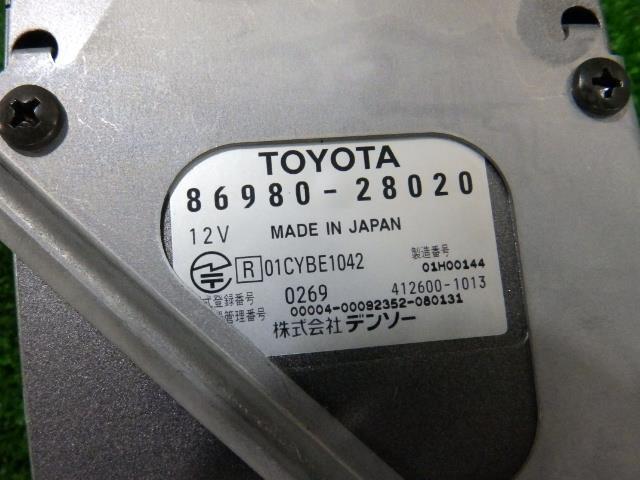 TOYOTA
86980-28020
12V MADE IN JAPAN
R 01CYBE1042 製造番号
01H00144
式登録番号 0269 412600-1013
管理番号 00004-00092352-080131
株式会社デンソー